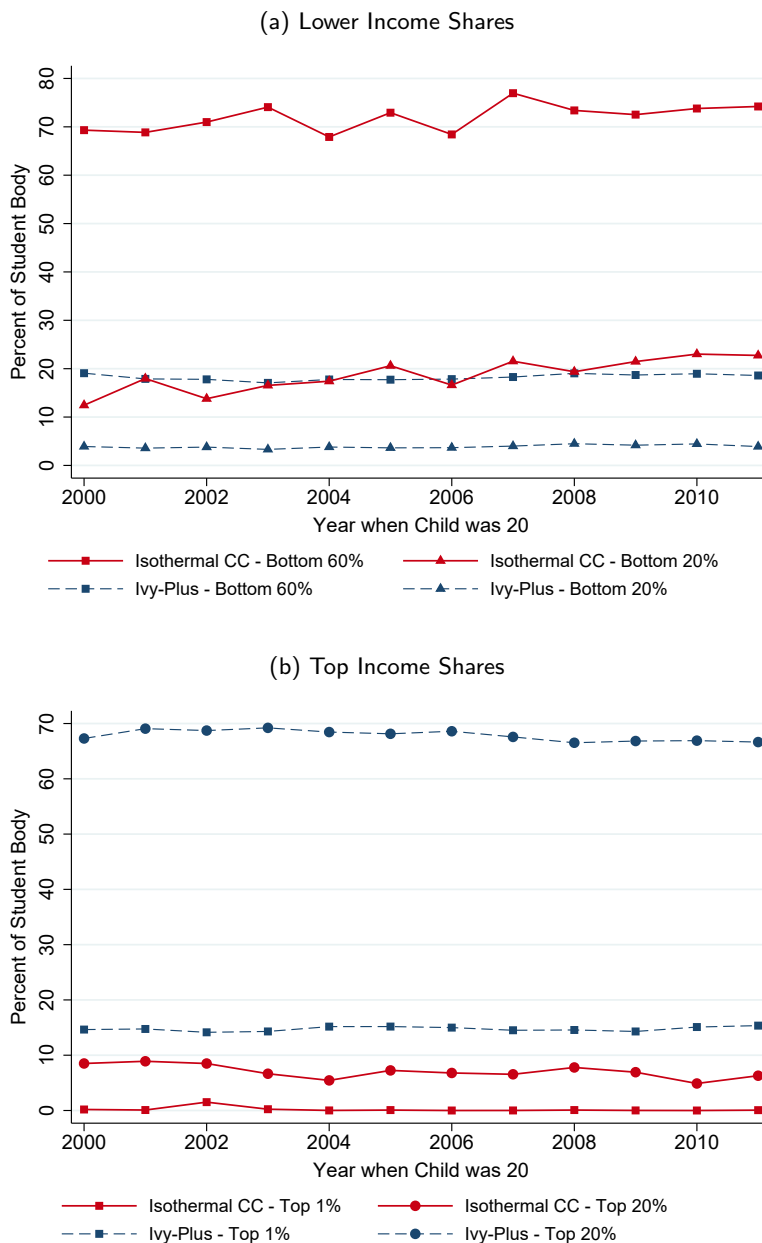 (a) Lower Income Shares
Percent of Student Body
80
70
60
50
40
30
20
10
0
2000 2002 2004 2006 2008 2010
Year when Child was 20
Isothermal CC - Bottom 60% Isothermal CC - Bottom 20%
Ivy-Plus - Bottom 60% Ivy-Plus - Bottom 20%
(b) Top Income Shares
Percent of Student Body
70
60
50
40
30
20
10
0
2000 2002 2004 2006 2008 2010
Year when Child was 20
Isothermal CC - Top 1% Isothermal CC - Top 20%
Ivy-Plus - Top 1% Ivy-Plus - Top 20%